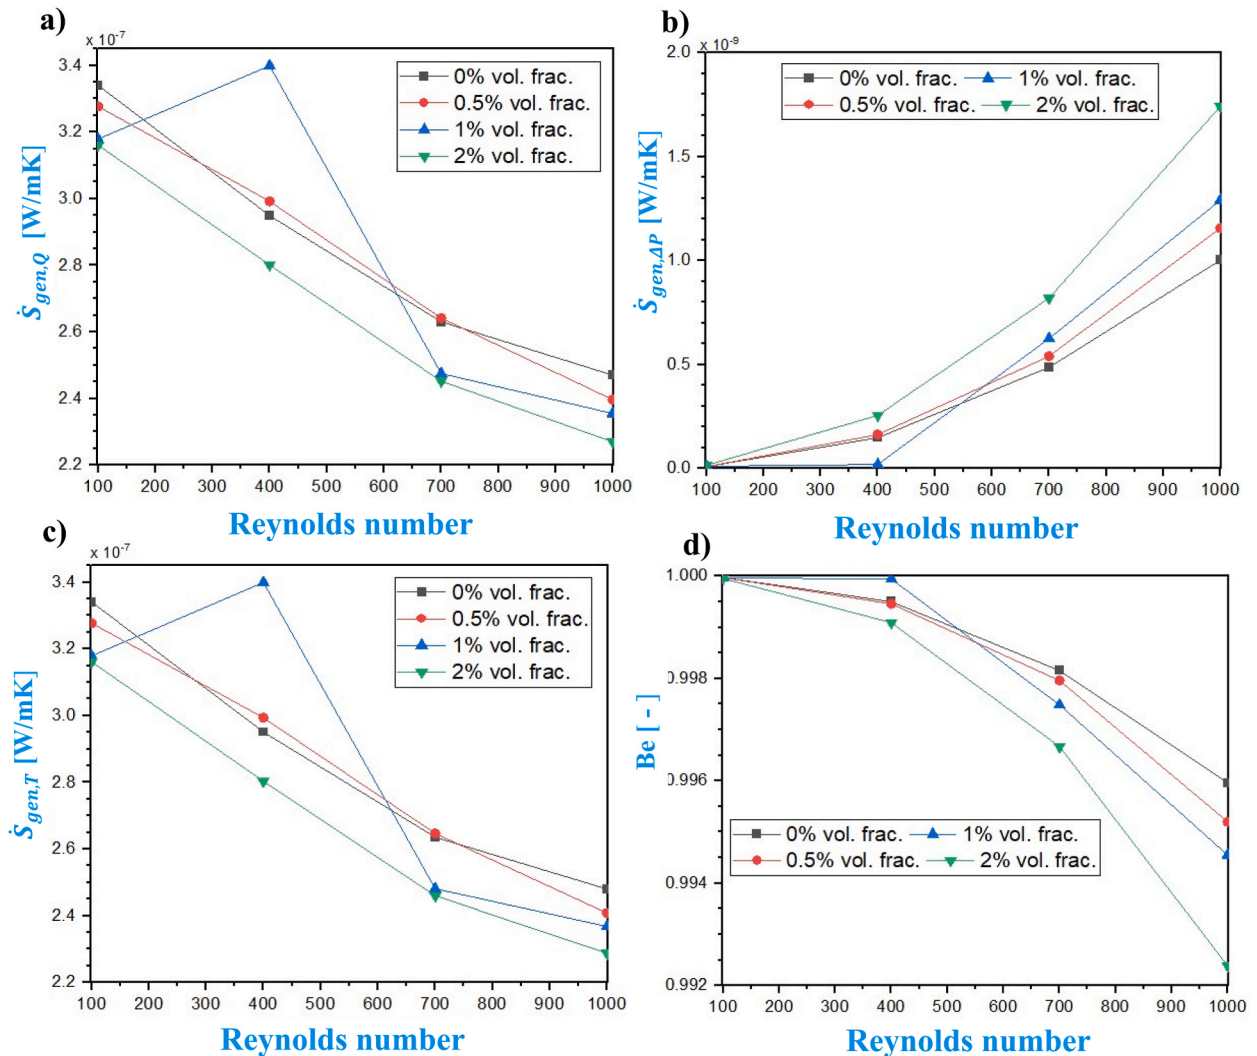 a)
x 10⁻⁷
3.4
3.2
3.0
2.8
2.6
2.4
2.2
Ṡgen,Q [W/mK]
0% vol. frac.
0.5% vol. frac.
1% vol. frac.
2% vol. frac.
100 200 300 400 500 600 700 800 900 1000
Reynolds number
b)
x 10⁻⁹
2.0
1.5
1.0
0.5
0.0
Ṡgen,ΔP [W/mK]
0% vol. frac. 1% vol. frac.
0.5% vol. frac. 2% vol. frac.
100 200 300 400 500 600 700 800 900 1000
Reynolds number
c)
x 10⁻⁷
3.4
3.2
3.0
2.8
2.6
2.4
2.2
Ṡgen,T [W/mK]
0% vol. frac.
0.5% vol. frac.
1% vol. frac.
2% vol. frac.
100 200 300 400 500 600 700 800 900 1000
Reynolds number
d)
1.000
0.998
0.996
0.994
0.992
Be [ - ]
0% vol. frac. 1% vol. frac.
0.5% vol. frac. 2% vol. frac.
100 200 300 400 500 600 700 800 900 1000
Reynolds number